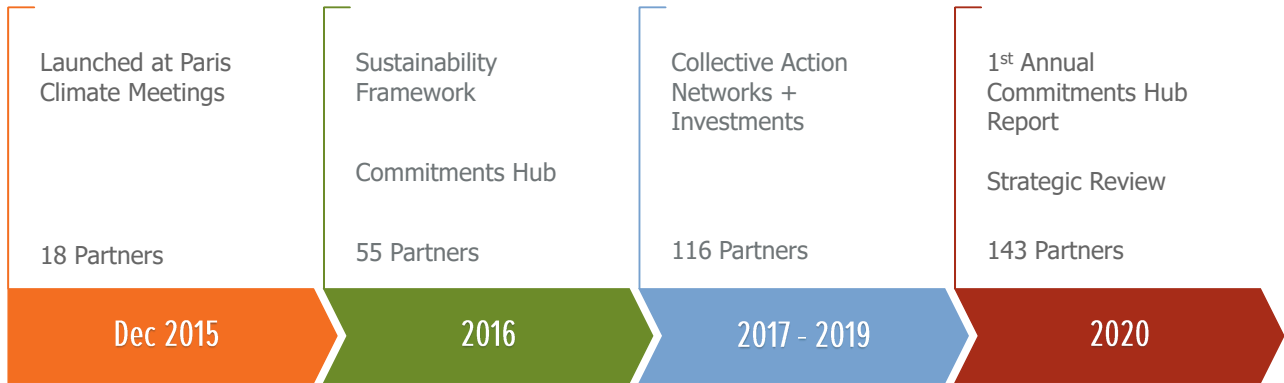 Launched at Paris
Climate Meetings
18 Partners
Dec 2015
Sustainability
Framework
Commitments Hub
55 Partners
2016
Collective Action
Networks +
Investments
116 Partners
2017 - 2019
1st Annual
Commitments Hub
Report
Strategic Review
143 Partners
2020